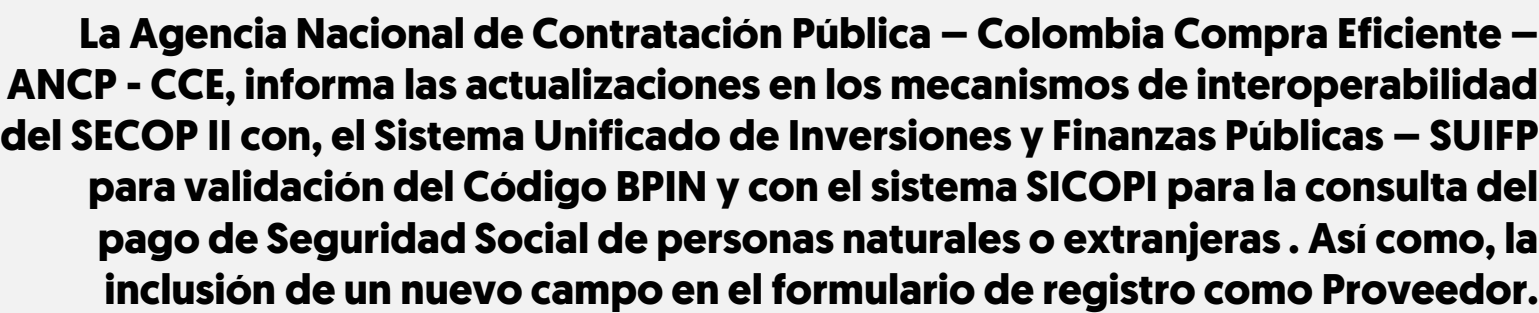 La Agencia Nacional de Contratación Pública – Colombia Compra Eficiente –
ANCP - CCE, informa las actualizaciones en los mecanismos de interoperabilidad
del SECOP II con, el Sistema Unificado de Inversiones y Finanzas Públicas – SUIFP
para validación del Código BPIN y con el sistema SICOPI para la consulta del
pago de Seguridad Social de personas naturales o extranjeras . Así como, la
inclusión de un nuevo campo en el formulario de registro como Proveedor.